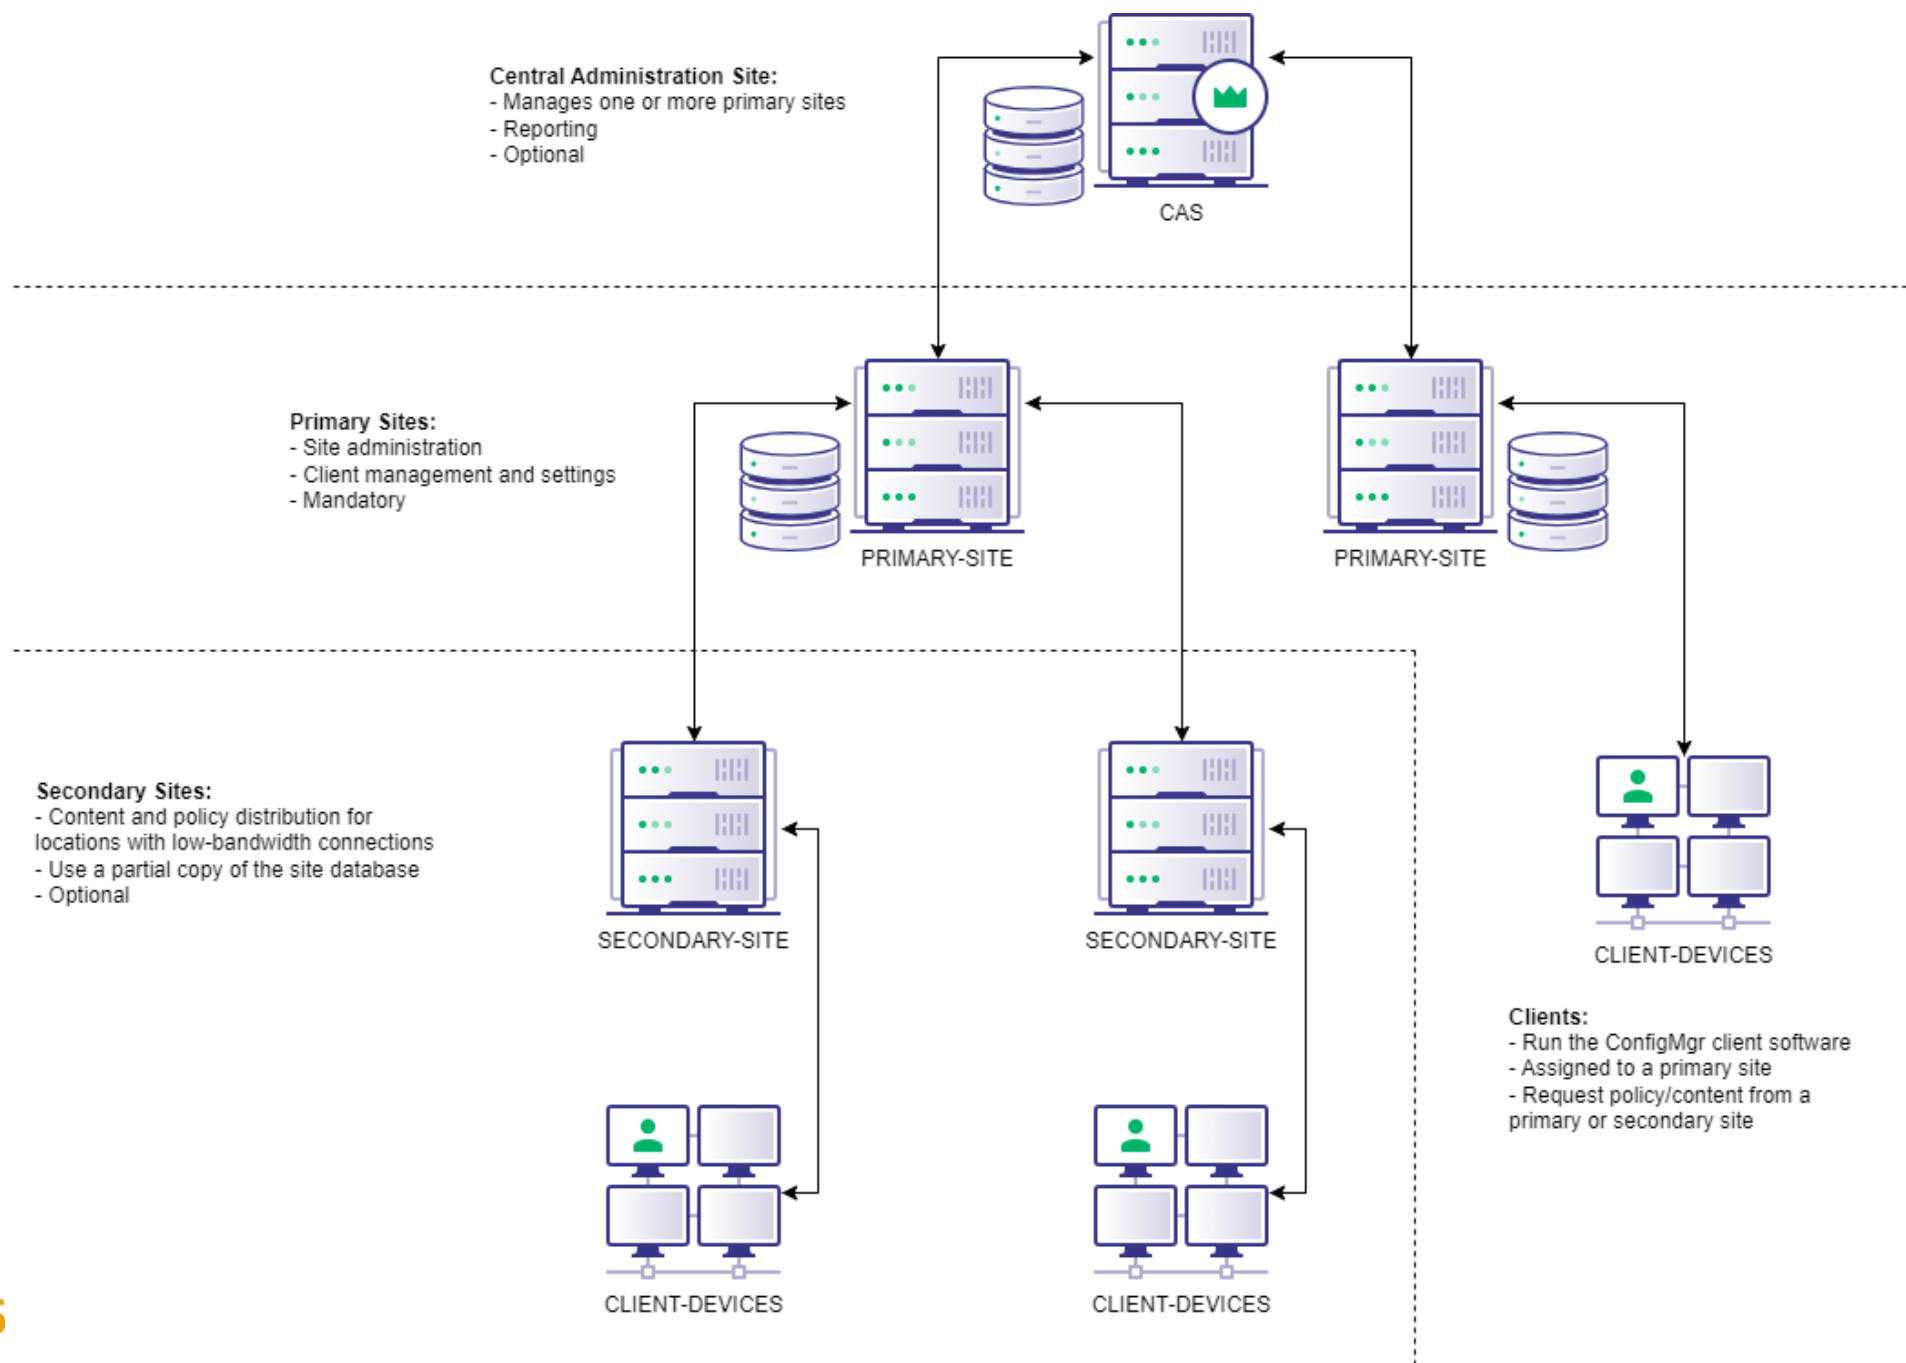 Central Administration Site:
- Manages one or more primary sites
- Reporting
- Optional
CAS
Primary Sites:
- Site administration
- Client management and settings
- Mandatory
PRIMARY-SITE
PRIMARY-SITE
Secondary Sites:
- Content and policy distribution for
locations with low-bandwidth connections
- Use a partial copy of the site database
- Optional
SECONDARY-SITE
SECONDARY-SITE
CLIENT-DEVICES
Clients:
- Run the ConfigMgr client software
- Assigned to a primary site
- Request policy/content from a
primary or secondary site
CLIENT-DEVICES
CLIENT-DEVICES